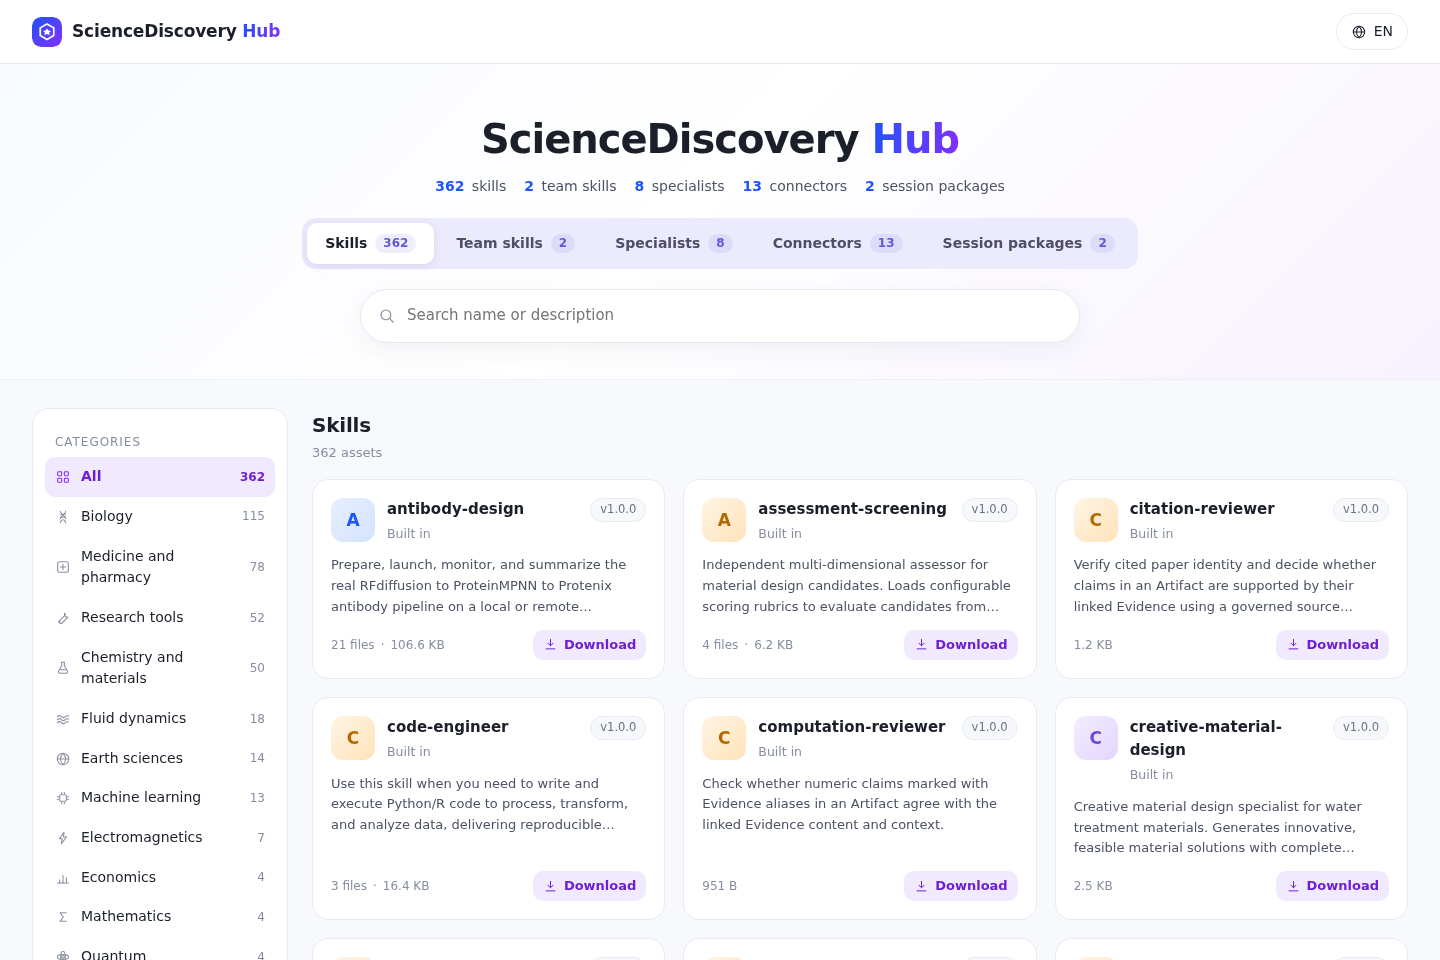 ScienceDiscovery Hub
EN
ScienceDiscovery Hub
362 skills 2 team skills 8 specialists 13 connectors 2 session packages
Skills 362 Team skills 2 Specialists 8 Connectors 13 Session packages 2
Search name or description
CATEGORIES
All 362
Biology 115
Medicine and
pharmacy 78
Research tools 52
Chemistry and
materials 50
Fluid dynamics 18
Earth sciences 14
Machine learning 13
Electromagnetics 7
Economics 4
Mathematics 4
Quantum 4
Skills
362 assets
A
antibody-design v1.0.0
Built in
Prepare, launch, monitor, and summarize the
real RFdiffusion to ProteinMPNN to Protenix
antibody pipeline on a local or remote…
21 files · 106.6 KB Download
A
assessment-screening v1.0.0
Built in
Independent multi-dimensional assessor for
material design candidates. Loads configurable
scoring rubrics to evaluate candidates from…
4 files · 6.2 KB Download
C
citation-reviewer v1.0.0
Built in
Verify cited paper identity and decide whether
claims in an Artifact are supported by their
linked Evidence using a governed source…
1.2 KB Download
C
code-engineer v1.0.0
Built in
Use this skill when you need to write and
execute Python/R code to process, transform,
and analyze data, delivering reproducible…
3 files · 16.4 KB Download
C
computation-reviewer v1.0.0
Built in
Check whether numeric claims marked with
Evidence aliases in an Artifact agree with the
linked Evidence content and context.
951 B Download
C
creative-material-
design v1.0.0
Built in
Creative material design specialist for water
treatment materials. Generates innovative,
feasible material solutions with complete…
2.5 KB Download